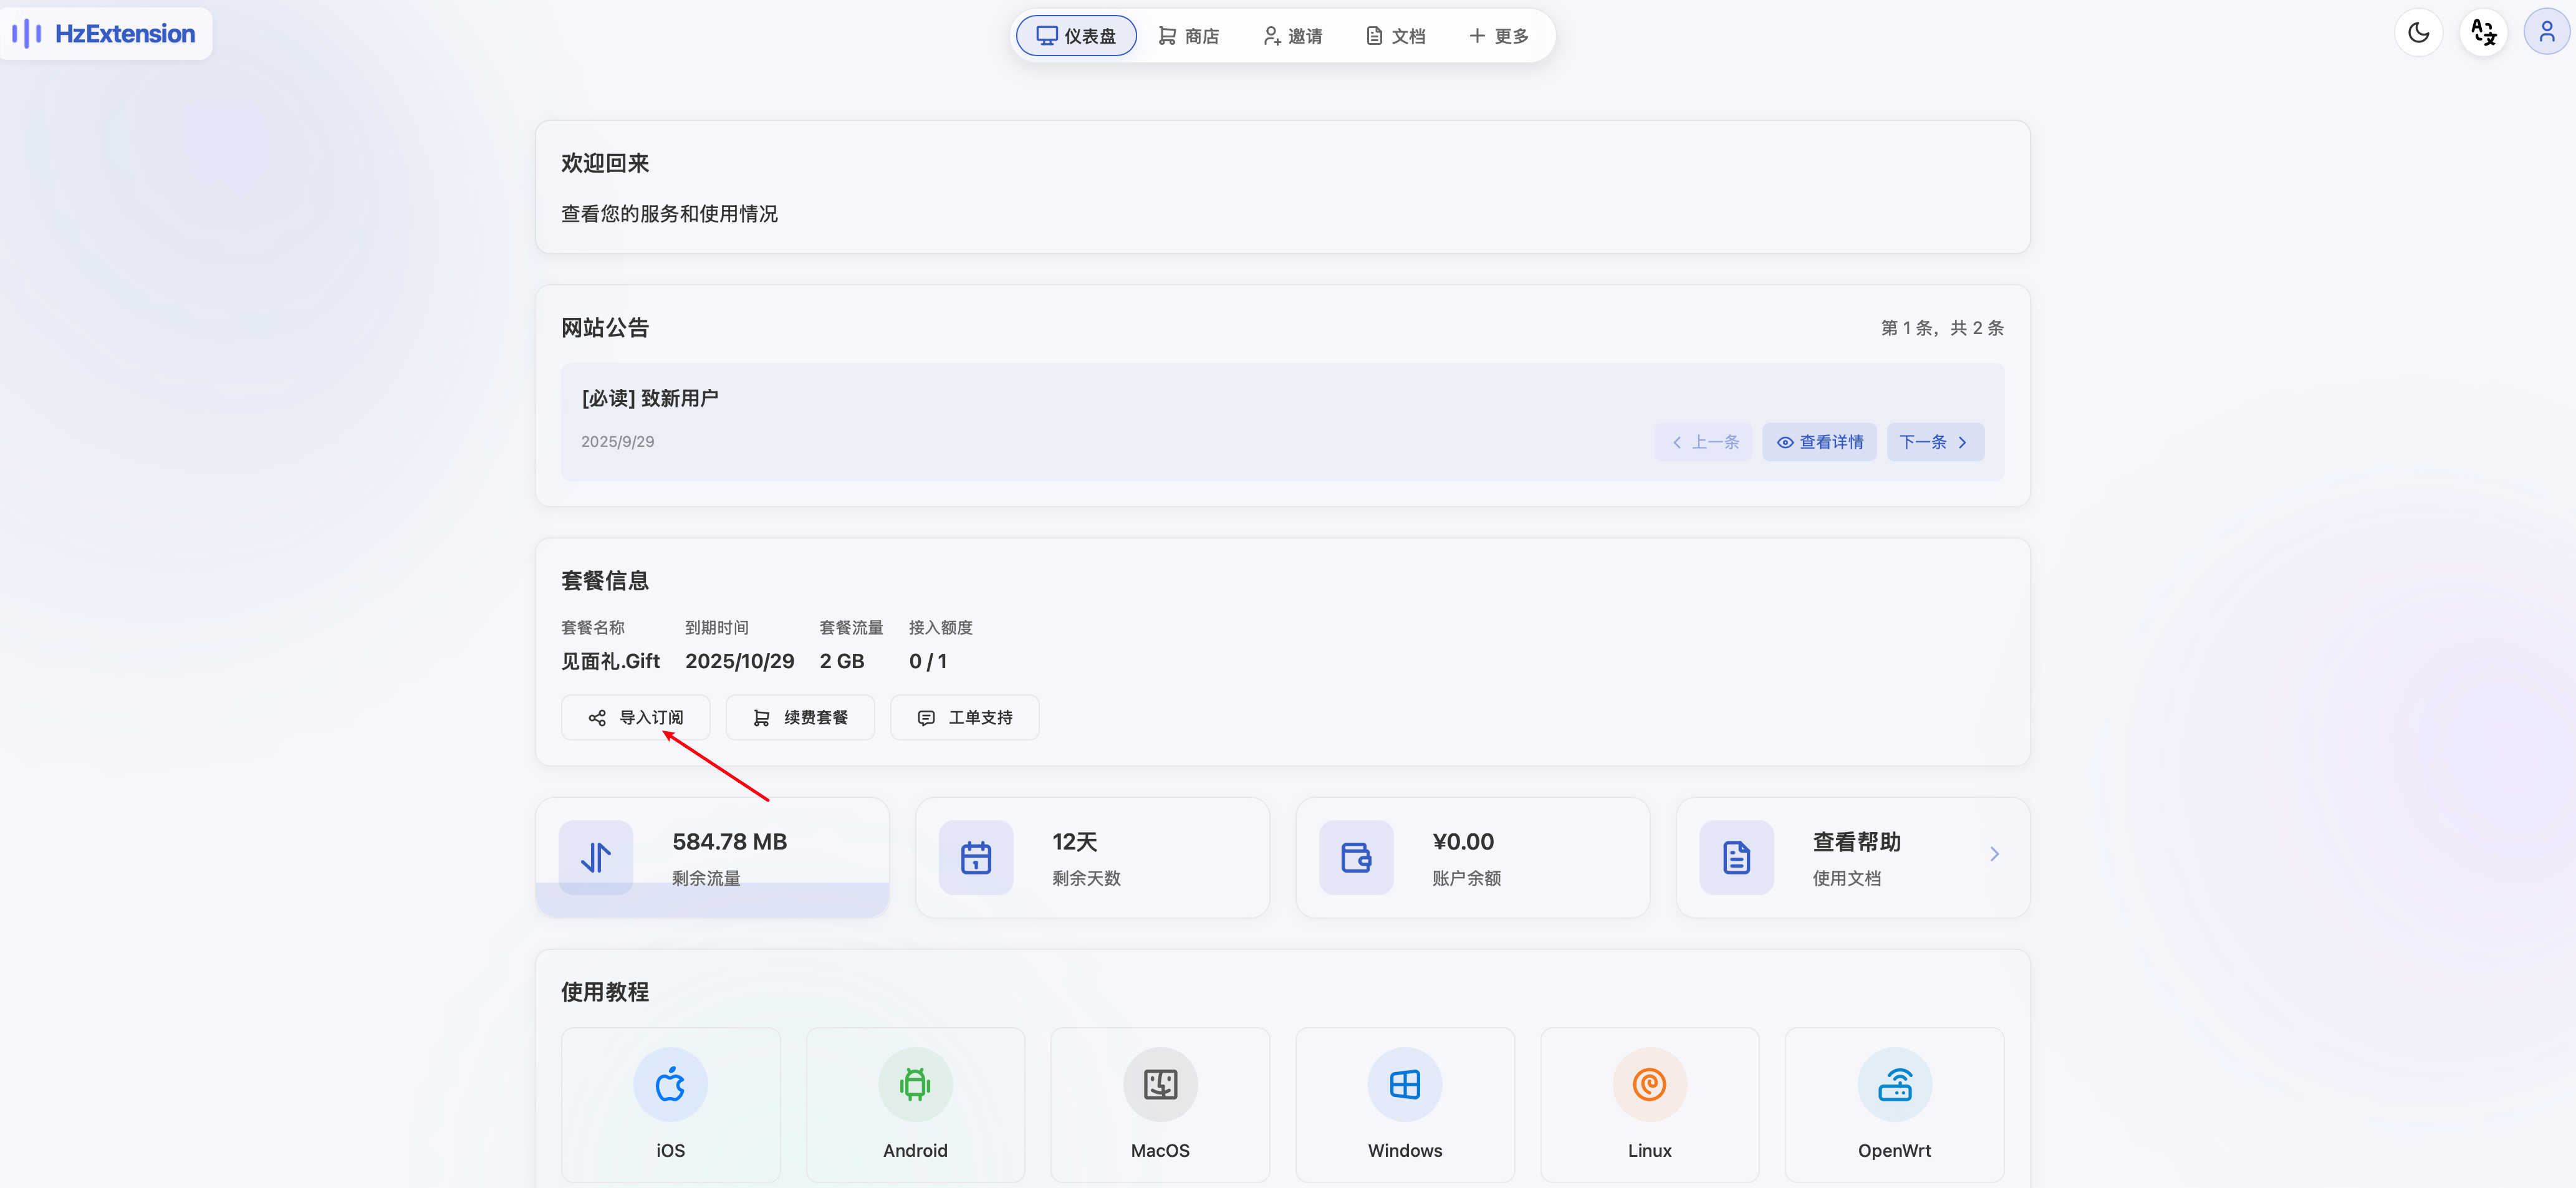 HzExtension
仪表盘
商店
邀请
文档
更多
欢迎回来
查看您的服务和使用情况
网站公告
第 1 条，共 2 条
[必读] 致新用户
2025/9/29
上一条
查看详情
下一条
套餐信息
套餐名称 到期时间 套餐流量 接入额度
见面礼.Gift 2025/10/29 2 GB 0 / 1
导入订阅
续费套餐
工单支持
584.78 MB
剩余流量
12天
剩余天数
¥0.00
账户余额
查看帮助
使用文档
使用教程
iOS
Android
MacOS
Windows
Linux
OpenWrt